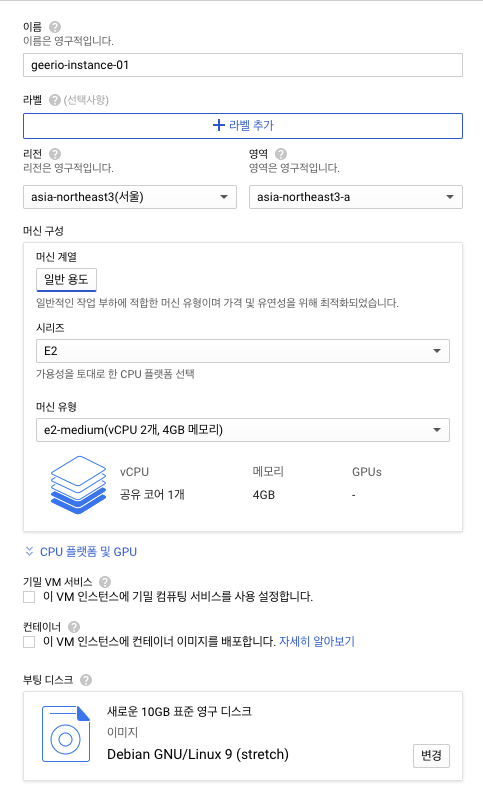 이름
이름은 영구적입니다.
geerio-instance-01
라벨 (선택사항)
라벨 추가
리전 영역
리전은 영구적입니다. 영역은 영구적입니다.
asia-northeast3(서울) asia-northeast3-a
머신 구성
머신 계열
일반 용도
일반적인 작업 부하에 적합한 머신 유형이며 가격 및 유연성을 위해 최적화되었습니다.
시리즈
E2
가용성을 토대로 한 CPU 플랫폼 선택
머신 유형
e2-medium(vCPU 2개, 4GB 메모리)
vCPU 메모리 GPUs
공유 코어 1개 4GB -
CPU 플랫폼 및 GPU
기밀 VM 서비스
이 VM 인스턴스에 기밀 컴퓨팅 서비스를 사용 설정합니다.
컨테이너
이 VM 인스턴스에 컨테이너 이미지를 배포합니다. 자세히 알아보기
부팅 디스크
새로운 10GB 표준 영구 디스크
이미지
Debian GNU/Linux 9 (stretch) 변경